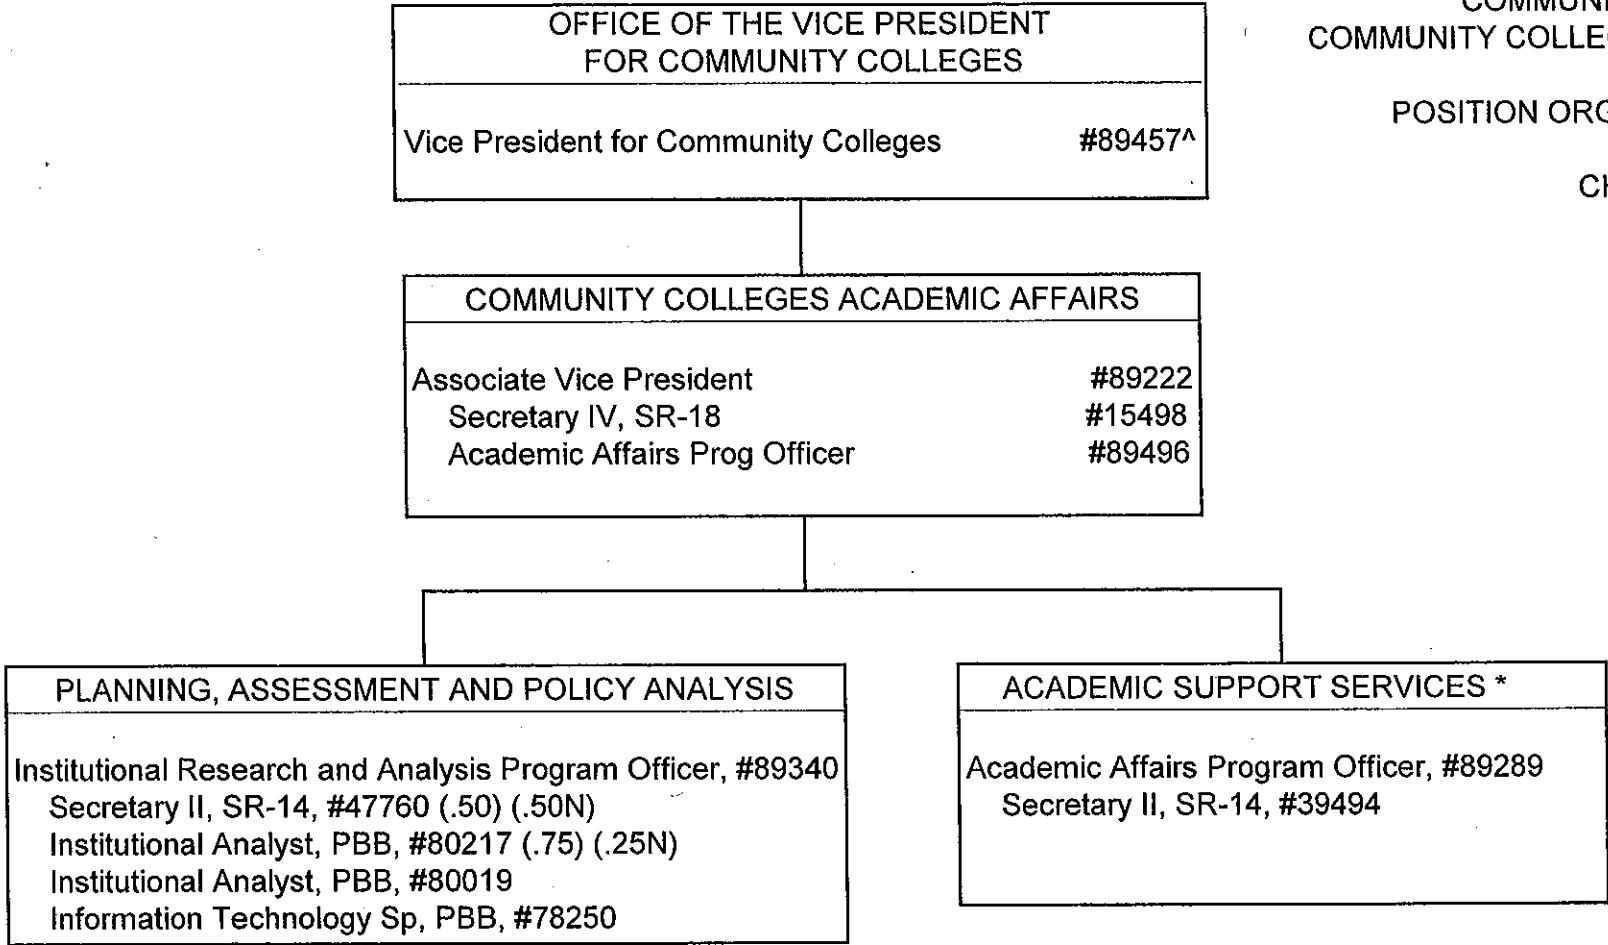 OFFICE OF THE VICE PRESIDENT
FOR COMMUNITY COLLEGES
Vice President for Community Colleges #89457^
COMMUNITY
POSITION
COMMUNITY COLLEGES ACADEMIC AFFAIRS
Associate Vice President #89222
Secretary IV, SR-18 #15498
Academic Affairs Prog Officer #89496
PLANNING, ASSESSMENT AND POLICY ANALYSIS
Institutional Research and Analysis Program Officer, #89340
Secretary II, SR-14, #47760 (.50) (.50N)
Institutional Analyst, PBB, #80217 (.75) (.25N)
Institutional Analyst, PBB, #80019
Information Technology Sp, PBB, #78250
ACADEMIC SUPPORT SERVICES *
Academic Affairs Program Officer, #89289
Secretary II, SR-14, #39494